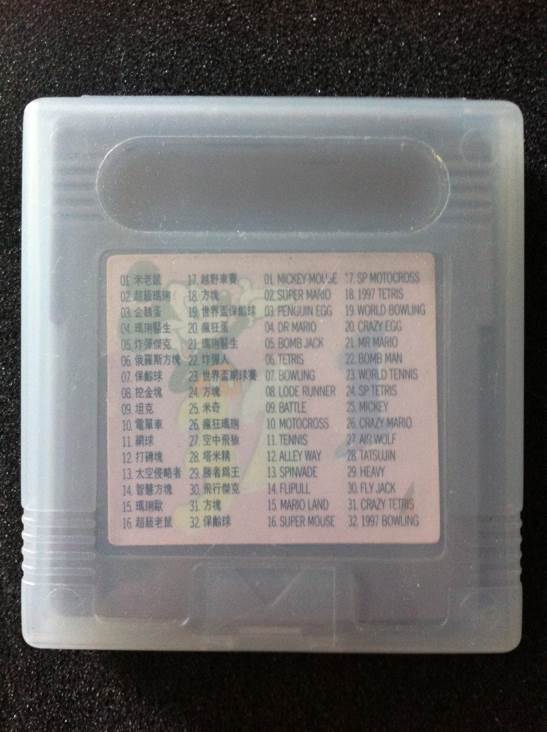 01. 米老鼠
02. 超級瑪琍
03. 企鵝蛋
04. 瑪琍醫生
05. 炸彈傑克
06. 俄羅斯方塊
07. 保齡球
08. 挖金塊
09. 坦克
10. 電單車
11. 網球
12. 打磚塊
13. 太空侵略者
14. 智慧方塊
15. 瑪琍歐
16. 超級老鼠
17. 越野車賽
18. 方塊
19. 世界盃保齡球
20. 瘋狂蛋
21. 瑪琍醫生
22. 炸彈人
23. 世界盃網球賽
24. 方塊
25. 米奇
26. 瘋狂瑪琍
27. 空中飛狼
28. 塔米精
29. 勝者爲王
30. 飛行傑克
31. 方塊
32. 保齡球
01. MICKEY MOUSE
02. SUPER MARIO
03. PENGUIN EGG
04. DR MARIO
05. BOMB JACK
06. TETRIS
07. BOWLING
08. LODE RUNNER
09. BATTLE
10. MOTOCROSS
11. TENNIS
12. ALLEY WAY
13. SPINVADE
14. FLIPULL
15. MARIO LAND
16. SUPER MOUSE
17. SP MOTOCROSS
18. 1997 TETRIS
19. WORLD BOWLING
20. CRAZY EGG
21. MR MARIO
22. BOMB MAN
23. WORLD TENNIS
24. SP TETRIS
25. MICKEY
26. CRAZY MARIO
27. AIR WOLF
28. TATSUJIN
29. HEAVY
30. FLY JACK
31. CRAZY TETRIS
32. 1997 BOWLING